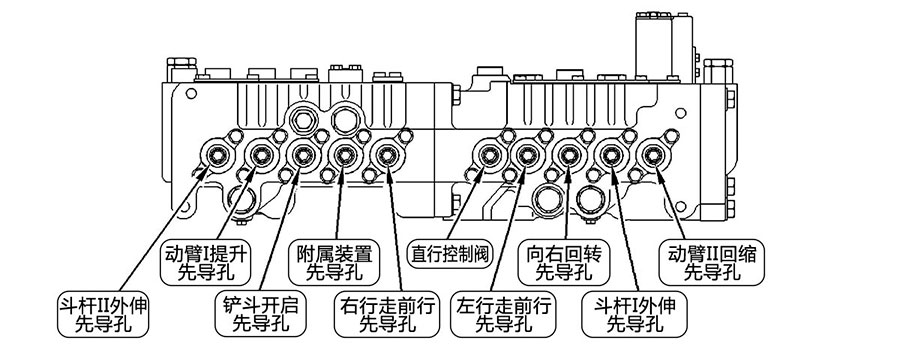 动臂I提升
先导孔
附属装置
先导孔
直行控制阀
向右回转
先导孔
动臂II回缩
先导孔
斗杆II外伸
先导孔
铲斗开启
先导孔
右行走前行
先导孔
左行走前行
先导孔
斗杆I外伸
先导孔